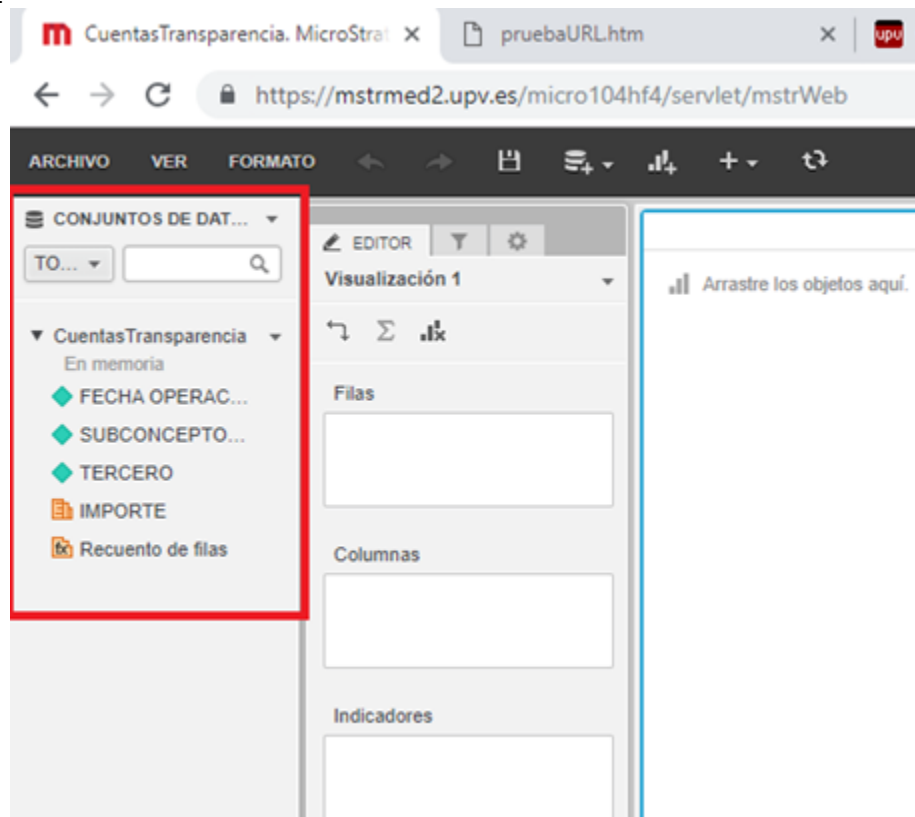 CuentasTransparencia. MicroStrat
pruebaURL.htm
upv
https://mstrmed2.upv.es/micro104hf4/servlet/mstrWeb
ARCHIVO VER FORMATO
CONJUNTOS DE DAT...
TO...
CuentasTransparencia
En memoria
FECHA OPERAC...
SUBCONCEPTO...
TERCERO
IMPORTE
Recuento de filas
EDITOR
Visualización 1
Filas
Columnas
Indicadores
Arrastre los objetos aquí.